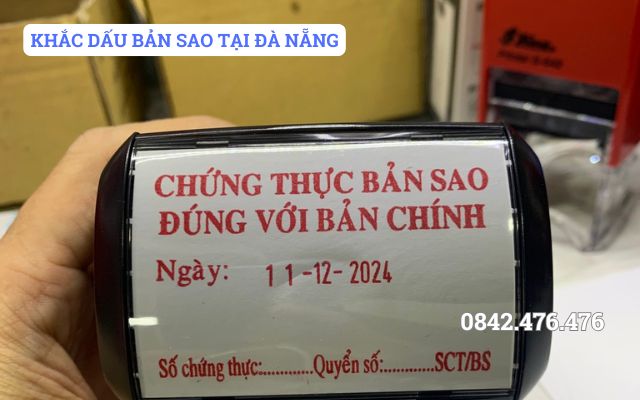 KHẮC DẤU BẢN SAO TẠI ĐÀ NẴNG
CHỨNG THỰC BẢN SAO
ĐÚNG VỚI BẢN CHÍNH
Ngày: 11-12-2024
0842.476.476
Số chứng thực:.............Quyển số:............SCT/BS